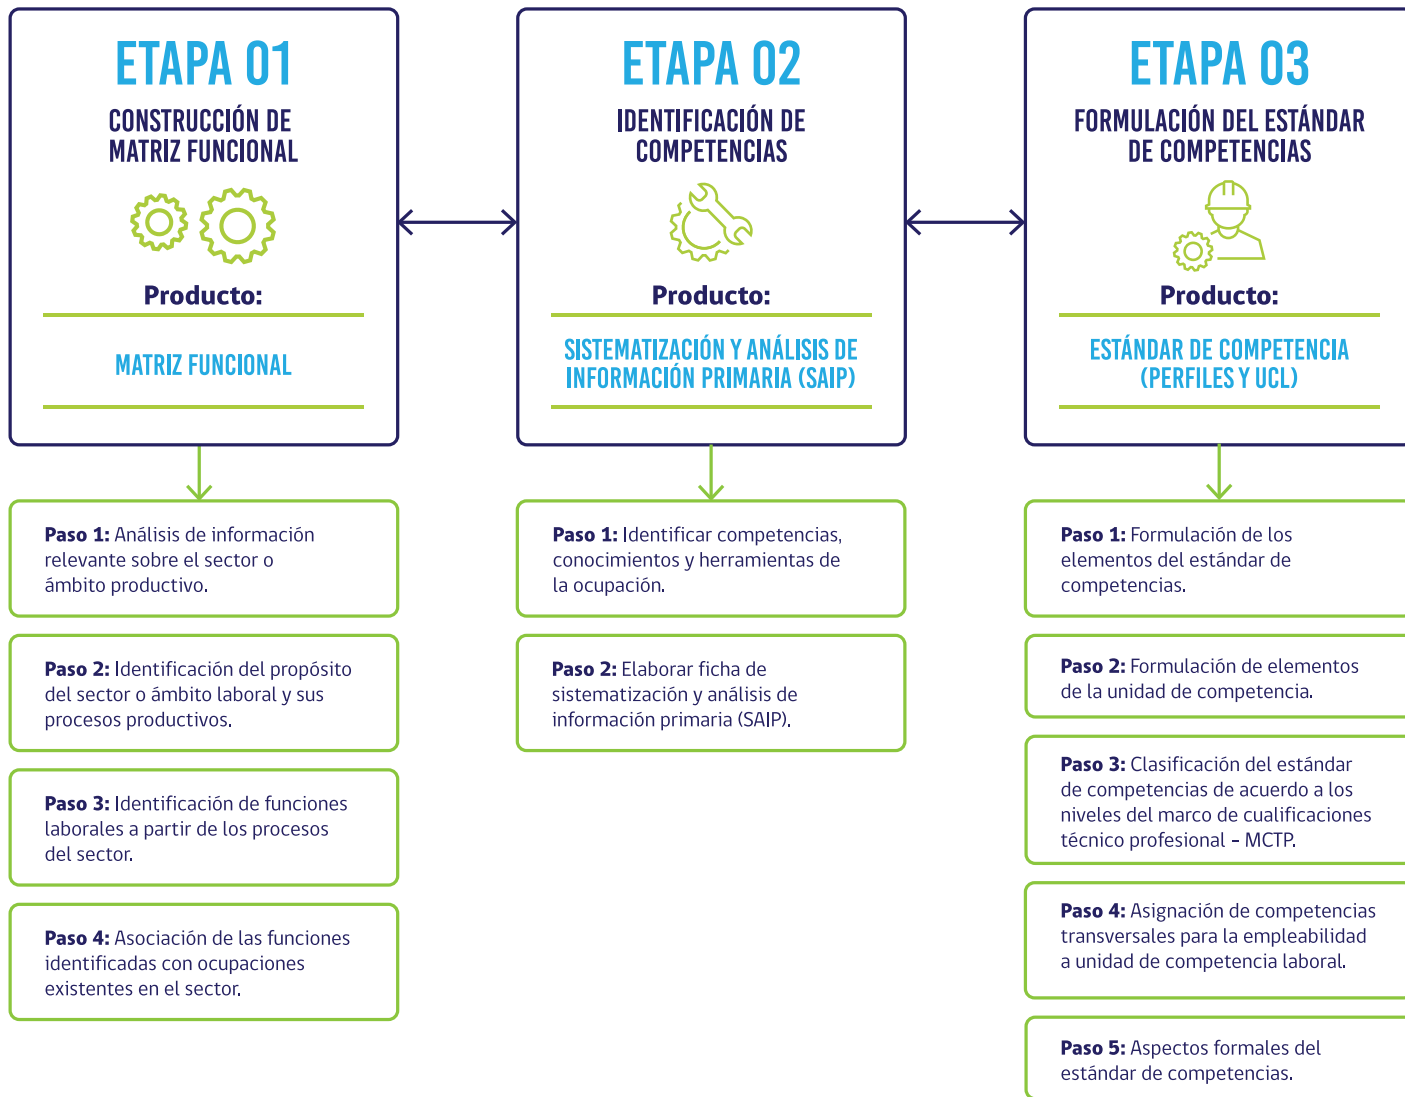 ETAPA 01
CONSTRUCCIÓN DE
MATRIZ FUNCIONAL
Producto:
MATRIZ FUNCIONAL
Paso 1: Análisis de información
relevante sobre el sector o
ámbito productivo.
Paso 2: Identificación del propósito
del sector o ámbito laboral y sus
procesos productivos.
Paso 3: Identificación de funciones
laborales a partir de los procesos
del sector.
Paso 4: Asociación de las funciones
identificadas con ocupaciones
existentes en el sector.
ETAPA 02
IDENTIFICACIÓN DE
COMPETENCIAS
Producto:
SISTEMATIZACIÓN Y ANÁLISIS DE
INFORMACIÓN PRIMARIA (SAIP)
Paso 1: Identificar competencias,
conocimientos y herramientas de
la ocupación.
Paso 2: Elaborar ficha de
sistematización y análisis de
información primaria (SAIP).
ETAPA 03
FORMULACIÓN DEL ESTÁNDAR
DE COMPETENCIAS
Producto:
ESTÁNDAR DE COMPETENCIA
(PERFILES Y UCL)
Paso 1: Formulación de los
elementos del estándar de
competencias.
Paso 2: Formulación de elementos
de la unidad de competencia.
Paso 3: Clasificación del estándar
de competencias de acuerdo a los
niveles del marco de cualificaciones
técnico profesional - MCTP.
Paso 4: Asignación de competencias
transversales para la empleabilidad
a unidad de competencia laboral.
Paso 5: Aspectos formales del
estándar de competencias.